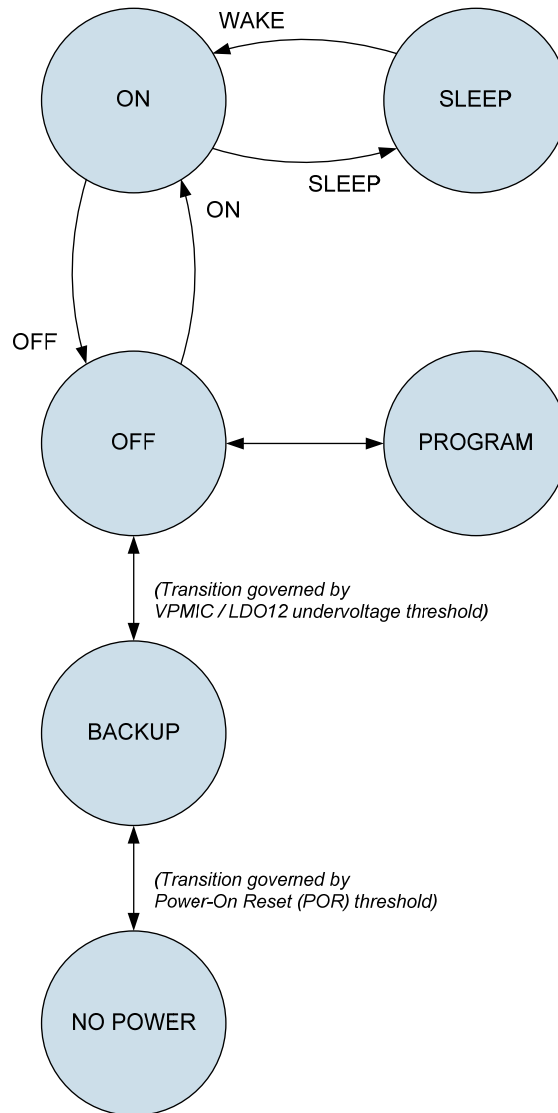 WAKE
ON
SLEEP
SLEEP
ON
OFF
OFF
PROGRAM
(Transition governed by
VPMIC / LDO12 undervoltage threshold)
BACKUP
(Transition governed by
Power-On Reset (POR) threshold)
NO POWER